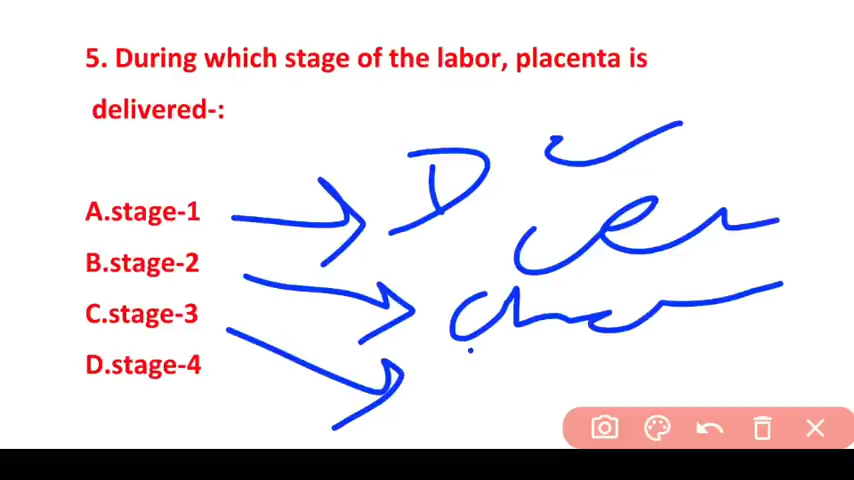 5. During which stage of the labor, placenta is
delivered-:
A.stage-1
D
B.stage-2
C.stage-3
D.stage-4